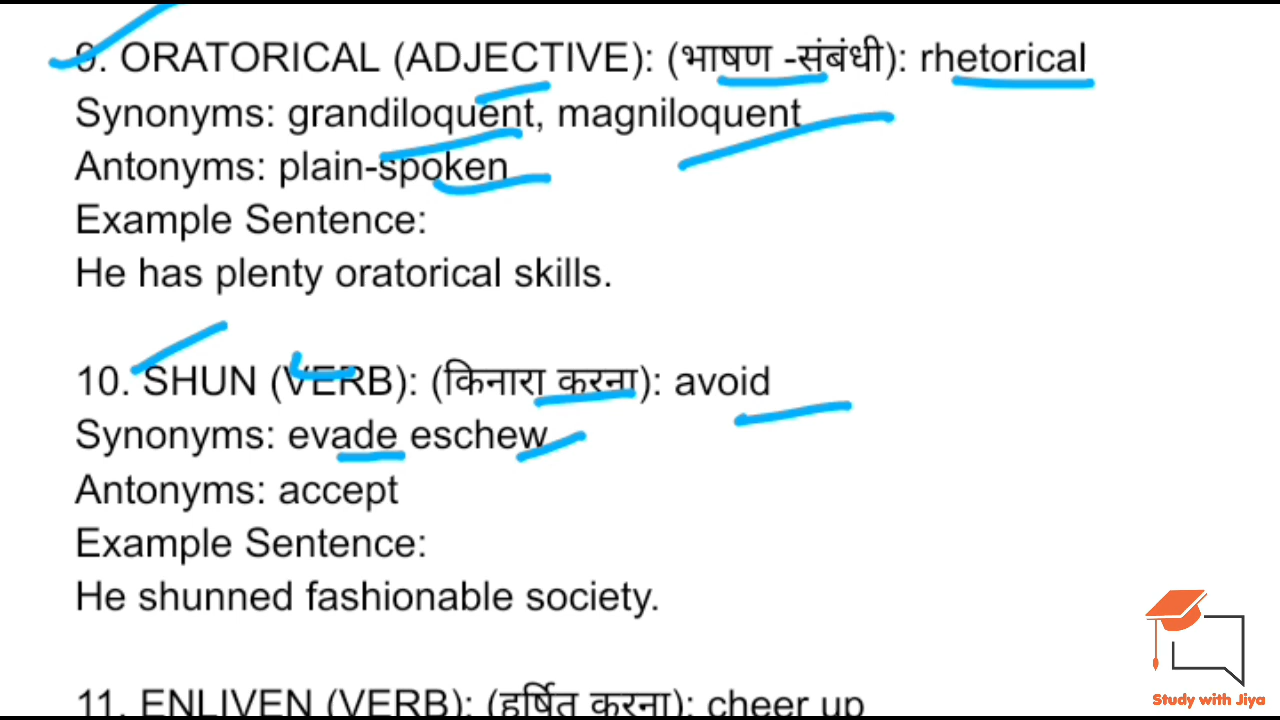 9. ORATORICAL (ADJECTIVE): (भाषण -संबंधी): rhetorical
Synonyms: grandiloquent, magniloquent
Antonyms: plain-spoken
Example Sentence:
He has plenty oratorical skills.
10. SHUN (VERB): (किनारा करना): avoid
Synonyms: evade eschew
Antonyms: accept
Example Sentence:
He shunned fashionable society.
11. ENLIVEN (VERB): (हर्षित करना): cheer up
Study with Jiya